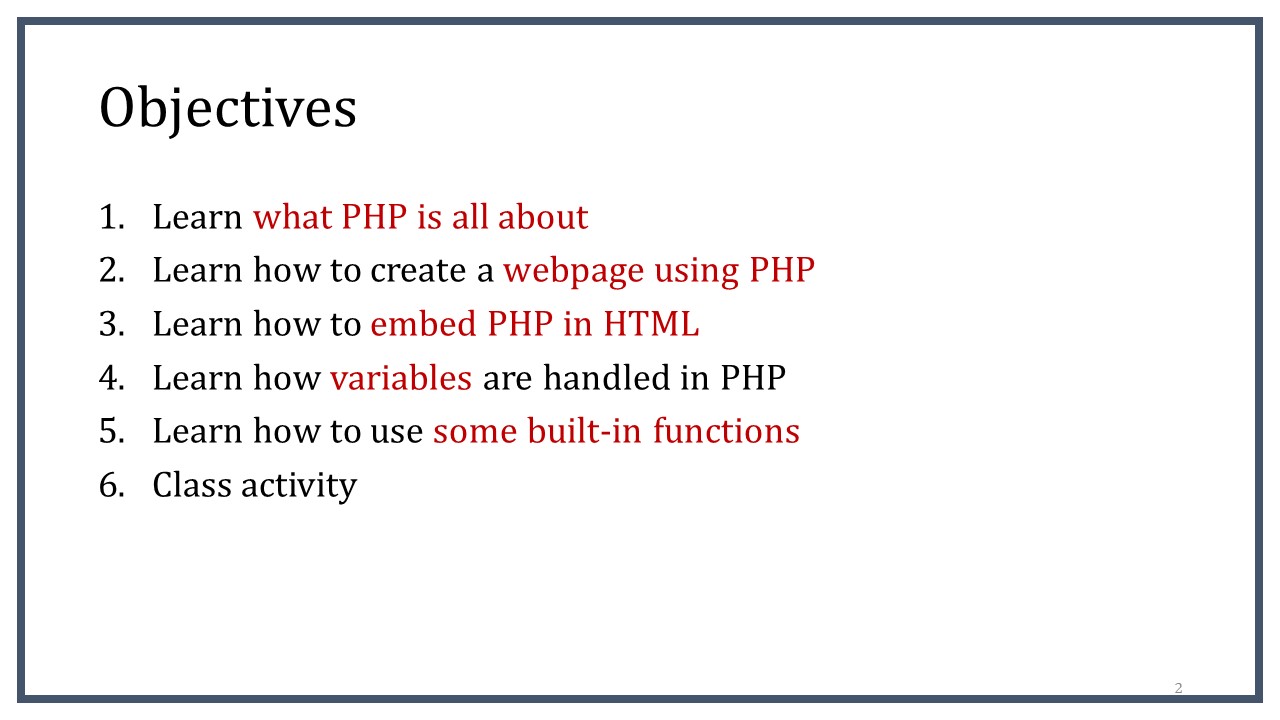 Objectives
1. Learn what PHP is all about
2. Learn how to create a webpage using PHP
3. Learn how to embed PHP in HTML
4. Learn how variables are handled in PHP
5. Learn how to use some built-in functions
6. Class activity
2